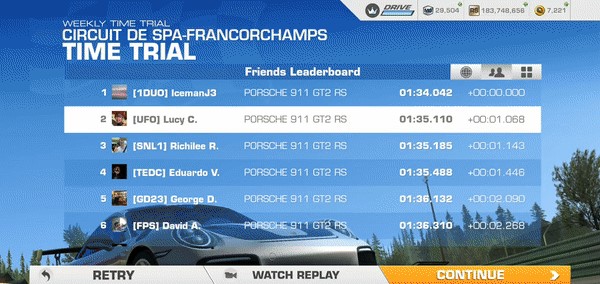 WEEKLY TIME TRIAL
CIRCUIT DE SPA-FRANCORCHAMPS
TIME TRIAL
DRIVE 29,504 183,748,656 7,221
Friends Leaderboard
1 [1DUO] IcemanJ3 PORSCHE 911 GT2 RS 01:34.042 +00:00.000
2 [UFO] Lucy C. PORSCHE 911 GT2 RS 01:35.110 +00:01.068
3 [SNL1] Richilee R. PORSCHE 911 GT2 RS 01:35.185 +00:01.143
4 [TEDC] Eduardo V. PORSCHE 911 GT2 RS 01:35.488 +00:01.446
5 [GD23] George D. PORSCHE 911 GT2 RS 01:36.132 +00:02.090
6 [FPS] David A. PORSCHE 911 GT2 RS 01:36.310 +00:02.268
RETRY WATCH REPLAY CONTINUE